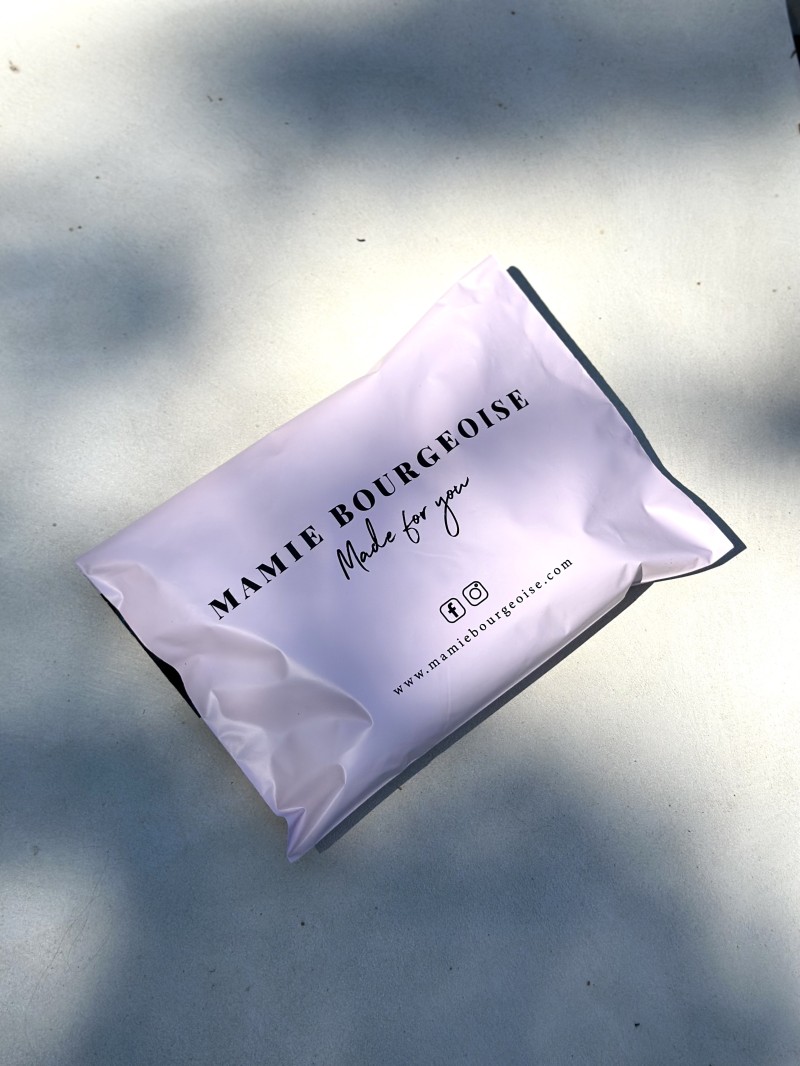 MAMIE BOURGEOISE
Made for you
www.mamiebourgeoise.com